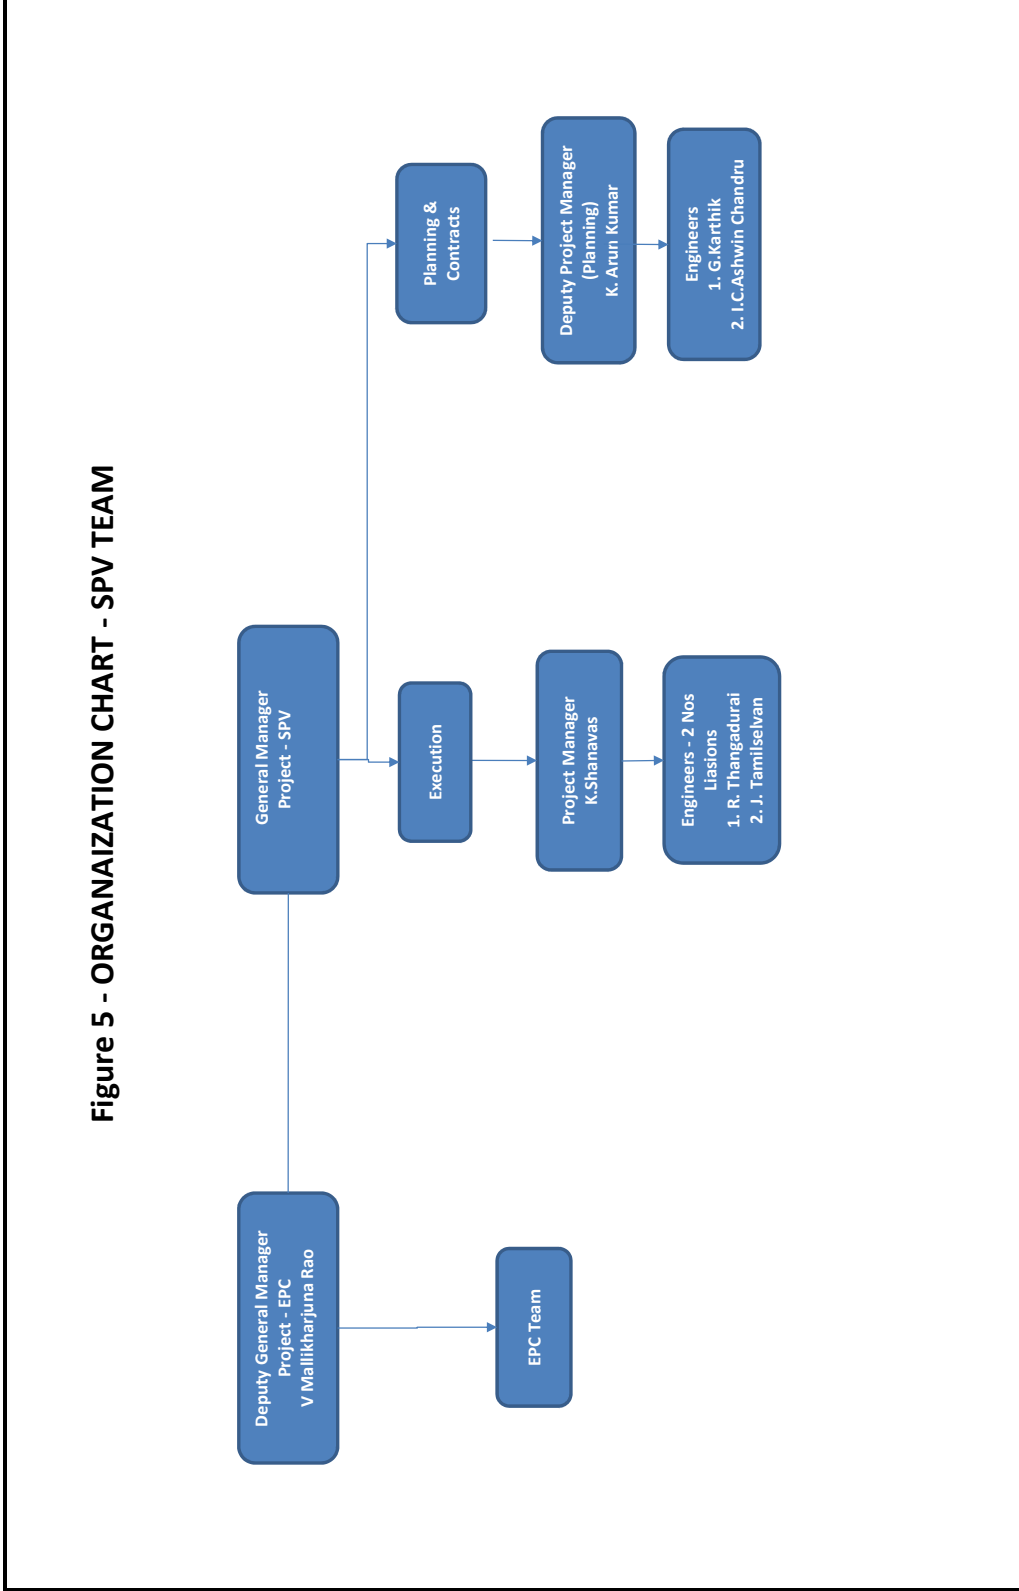 Figure 5 - ORGANAIZATION CHART - SPV TEAM
Deputy General Manager
Project - EPC
V Mallikharjuna Rao
General Manager
Project - SPV
EPC Team
Execution
Planning &
Contracts
Project Manager
K.Shanavas
Deputy Project Manager
(Planning)
K. Arun Kumar
Engineers - 2 Nos
Liasions
1. R. Thangadurai
2. J. Tamilselvan
Engineers
1. G.Karthik
2. I.C.Ashwin Chandru